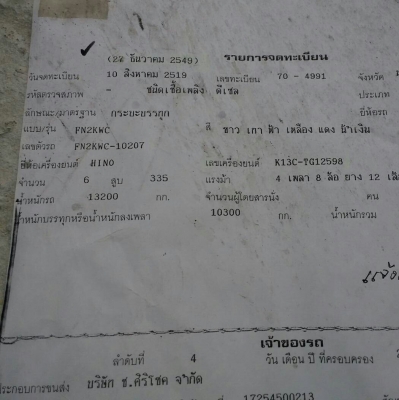 (22 ธันวาคม 2549) รายการจดทะเบียน
วันจดทะเบียน 10 สิงหาคม 2519 เลขทะเบียน 70 - 4991 จังหวัด
รหัสตรวจสภาพ - ชนิดเชื้อเพลิง ดีเซล ประเภท
ลักษณะ/มาตรฐาน กระบะบรรทุก ยี่ห้อรถ
แบบ/รุ่น FN2KWC สี ขาว เทา ฟ้า เหลือง แดง น้ำเงิน
เลขตัวรถ FN2KWC-10207
ยี่ห้อเครื่องยนต์ HINO เลขเครื่องยนต์ K13C-TG12598
จำนวน 6 สูบ 335 แรงม้า 4 เพลา 8 ล้อ ยาง 12 เส้น
น้ำหนักรถ 13200 กก. จำนวนผู้โดยสารนั่ง คน
น้ำหนักบรรทุกหรือน้ำหนักลงเพลา 10300 กก. น้ำหนักรวม
แจ้ง
เจ้าของรถ
ลำดับที่ 4 วัน เดือน ปี ที่ครอบครอง
ประกอบการขนส่ง บริษัท ช.ศิริโชค จำกัด
17254500213